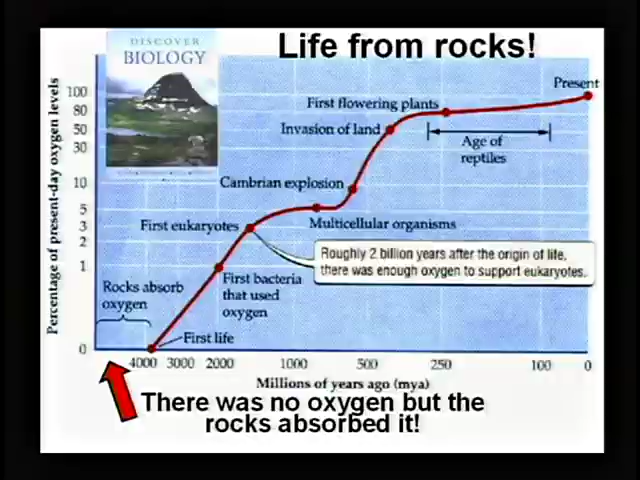 Life from rocks!
DISCOVER
BIOLOGY
Percentage of present-day oxygen levels
100
80
50
30
10
5
3
2
1
0
Present
First flowering plants
Invasion of land
Age of
reptiles
Cambrian explosion
First eukaryotes
Multicellular organisms
Roughly 2 billion years after the origin of life,
there was enough oxygen to support eukaryotes.
First bacteria
that used
oxygen
Rocks absorb
oxygen
First life
4000 3000 2000 1000 500 250 100 0
Millions of years ago (mya)
There was no oxygen but the
rocks absorbed it!